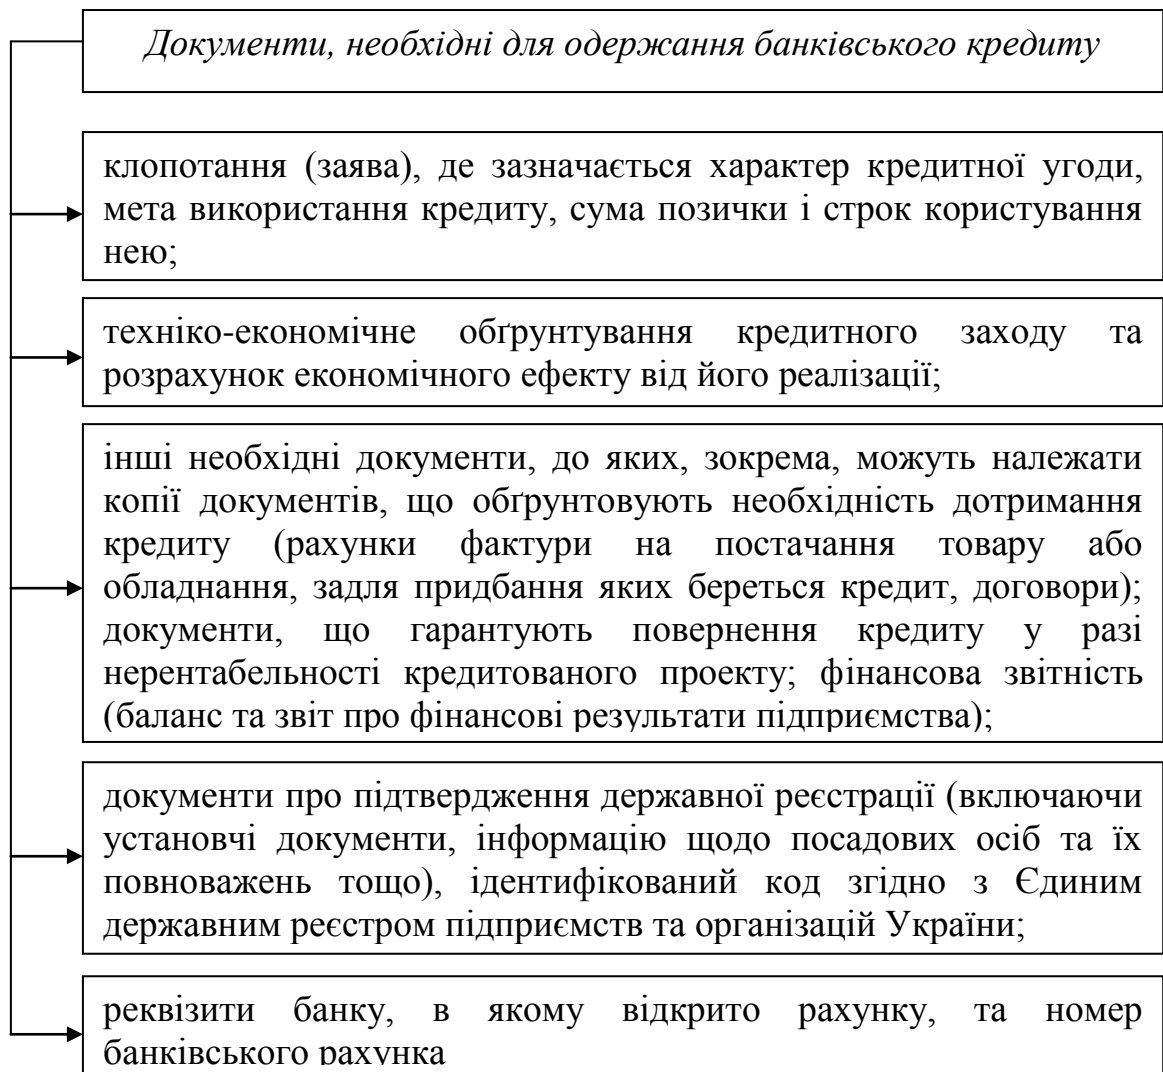 Документи, необхідні для одержання банківського кредиту
клопотання (заява), де зазначається характер кредитної угоди,
мета використання кредиту, сума позички і строк користування
нею;
техніко-економічне обґрунтування кредитного заходу та
розрахунок економічного ефекту від його реалізації;
інші необхідні документи, до яких, зокрема, можуть належати
копії документів, що обґрунтовують необхідність дотримання
кредиту (рахунки фактури на постачання товару або
обладнання, задля придбання яких береться кредит, договори);
документи, що гарантують повернення кредиту у разі
нерентабельності кредитованого проекту; фінансова звітність
(баланс та звіт про фінансові результати підприємства);
документи про підтвердження державної реєстрації (включаючи
установчі документи, інформацію щодо посадових осіб та їх
повноважень тощо), ідентифікований код згідно з Єдиним
державним реєстром підприємств та організацій України;
реквізити банку, в якому відкрито рахунку, та номер
банківського рахунка